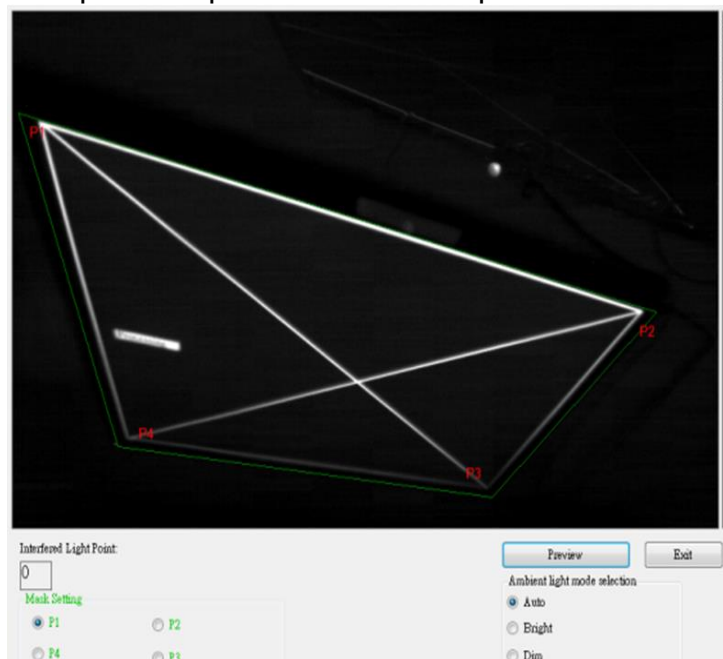 P1
P2
P4
P3
Interfered Light Point:
0
Preview
Exit
Mask Setting
Ambient light mode selection
P1
P2
Auto
Bright
P4
P3
Dim